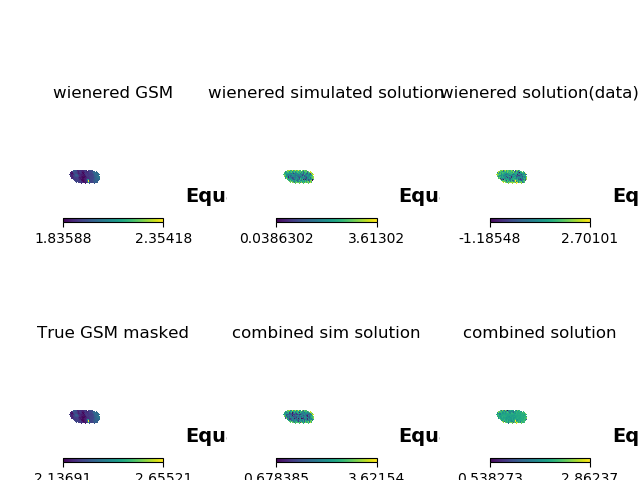 wienered GSM
wienered simulated solution
wienered solution(data)
Equ
Equ
Eq
1.83588 2.35418
0.0386302 3.61302
-1.18548 2.70101
True GSM masked
combined sim solution
combined solution
Equ
Equ
Eq
2.13691 2.65521
0.678385 3.62154
0.538273 2.86237